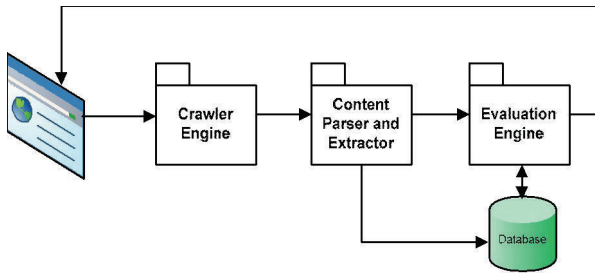 Crawler
Engine
Content
Parser and
Extractor
Evaluation
Engine
Database